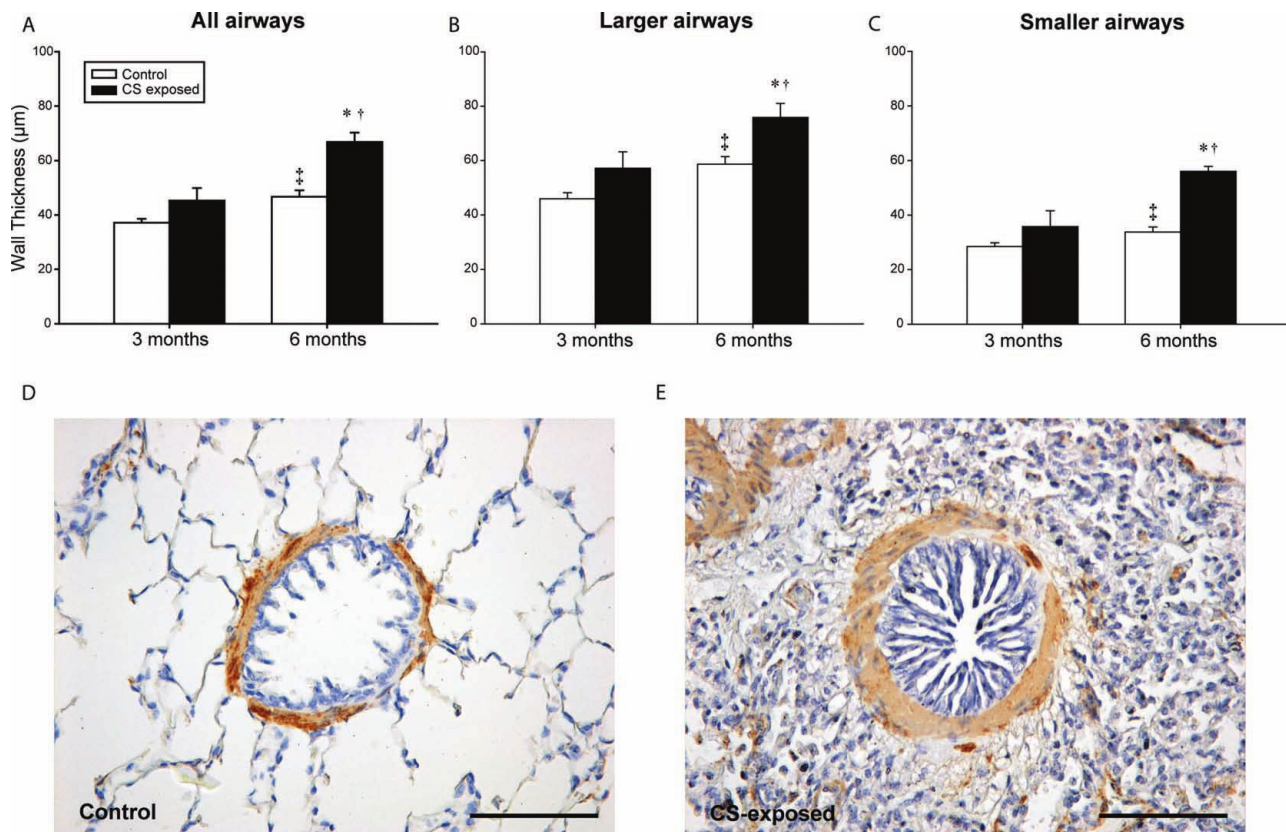 A
All airways
B
Larger airways
C
Smaller airways
100
80
60
40
20
0
Wall Thickness (µm)
Control
CS exposed
‡
* †
3 months
6 months
100
80
60
40
20
0
‡
*†
3 months
6 months
100
80
60
40
20
0
‡
*†
3 months
6 months
D
E
Control
CS-exposed